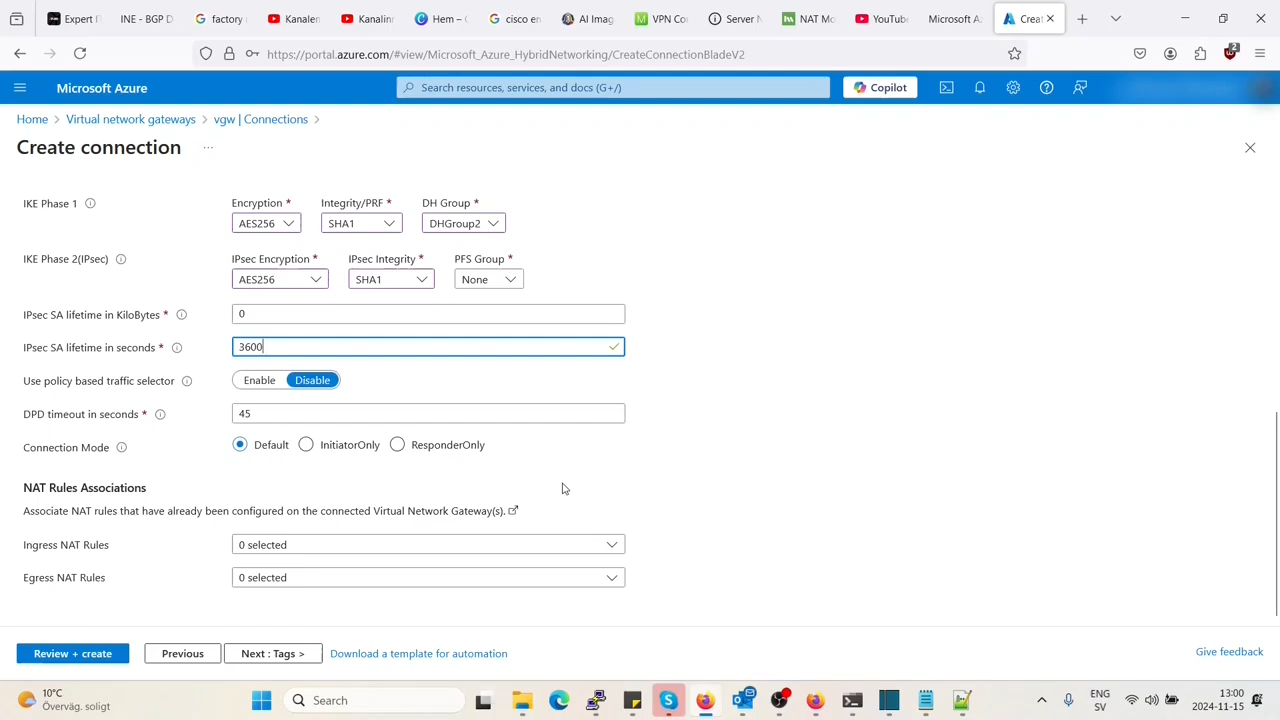 Expert I
INE - BGP D
factory
Kanalen
Kanalin
Hem –
cisco en
AI Imag
VPN Co
Server N
NAT Mo
YouTube
Microsoft A
Creat
https://portal.azure.com/#view/Microsoft_Azure_HybridNetworking/CreateConnectionBladeV2
2
Microsoft Azure
Search resources, services, and docs (G+/)
Copilot
Home > Virtual network gateways > vgw | Connections >
Create connection ...
IKE Phase 1
Encryption * Integrity/PRF * DH Group *
AES256 SHA1 DHGroup2
IKE Phase 2(IPsec)
IPsec Encryption * IPsec Integrity * PFS Group *
AES256 SHA1 None
IPsec SA lifetime in KiloBytes * 0
IPsec SA lifetime in seconds * 3600
Use policy based traffic selector Enable Disable
DPD timeout in seconds * 45
Connection Mode Default InitiatorOnly ResponderOnly
NAT Rules Associations
Associate NAT rules that have already been configured on the connected Virtual Network Gateway(s).
Ingress NAT Rules 0 selected
Egress NAT Rules 0 selected
Review + create Previous Next : Tags > Download a template for automation Give feedback
10°C
Överväg. soligt
Search
ENG
SV
13:00
2024-11-15